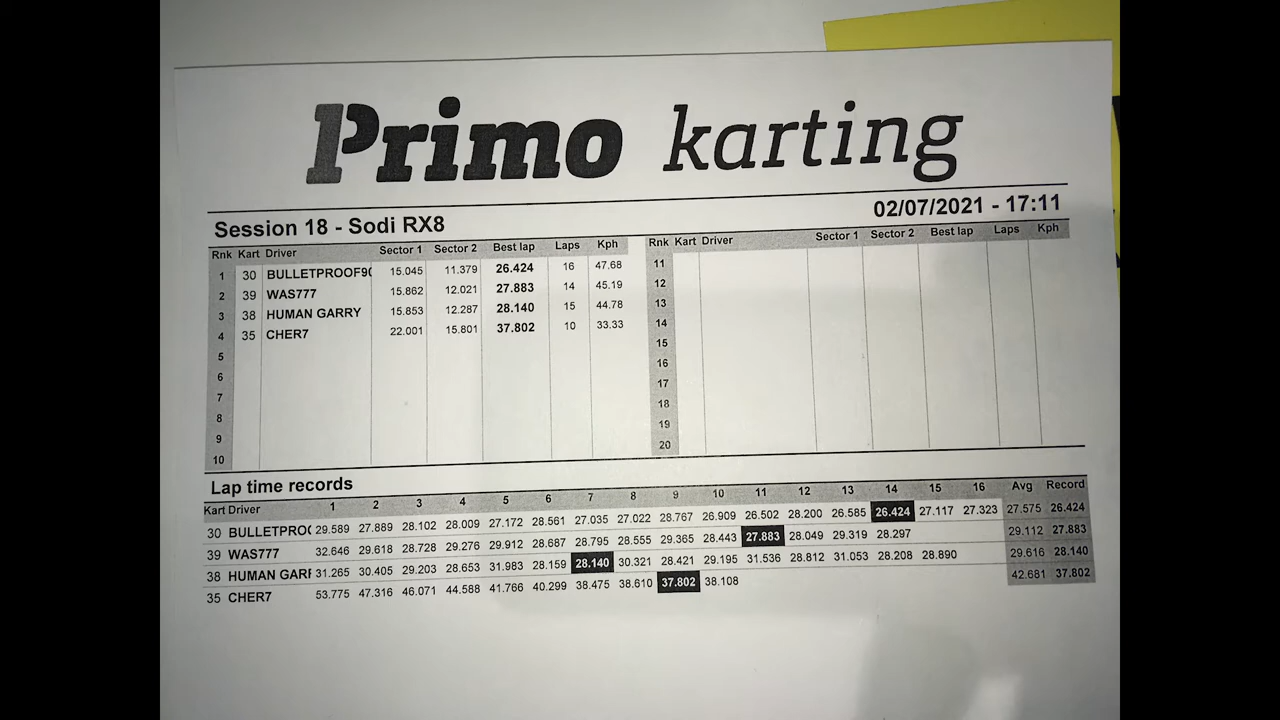 Primo karting
Session 18 - Sodi RX8 02/07/2021 - 17:11
Rnk Kart Driver Sector 1 Sector 2 Best lap Laps Kph Rnk Kart Driver Sector 1 Sector 2 Best lap Laps Kph
1 30 BULLETPROOF90 15.045 11.379 26.424 16 47.68 11
2 39 WAS777 15.862 12.021 27.883 14 45.19 12
3 38 HUMAN GARRY 15.853 12.287 28.140 15 44.78 13
4 35 CHER7 22.001 15.801 37.802 10 33.33 14
5 15
6 16
7 17
8 18
9 19
10 20
Lap time records
Kart Driver 1 2 3 4 5 6 7 8 9 10 11 12 13 14 15 16 Avg Record
30 BULLETPROO 29.589 27.889 28.102 28.009 27.172 28.561 27.035 27.022 28.767 26.909 26.502 28.200 26.585 26.424 27.117 27.323 27.575 26.424
39 WAS777 32.646 29.618 28.728 29.276 29.912 28.687 28.795 28.555 29.365 28.443 27.883 28.049 29.319 28.297 29.112 27.883
38 HUMAN GARR 31.265 30.405 29.203 28.653 31.983 28.159 28.140 30.321 28.421 29.195 31.536 28.812 31.053 28.208 28.890 29.616 28.140
35 CHER7 53.775 47.316 46.071 44.588 41.766 40.299 38.475 38.610 37.802 38.108 42.681 37.802